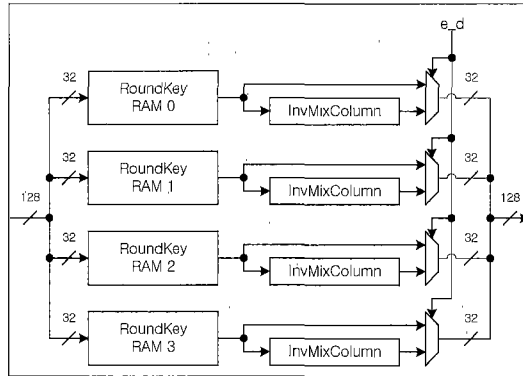 e_d
32
RoundKey
RAM 0
InvMixColumn
32
32
RoundKey
RAM 1
InvMixColumn
32
128
128
32
RoundKey
RAM 2
InvMixColumn
32
32
RoundKey
RAM 3
InvMixColumn
32